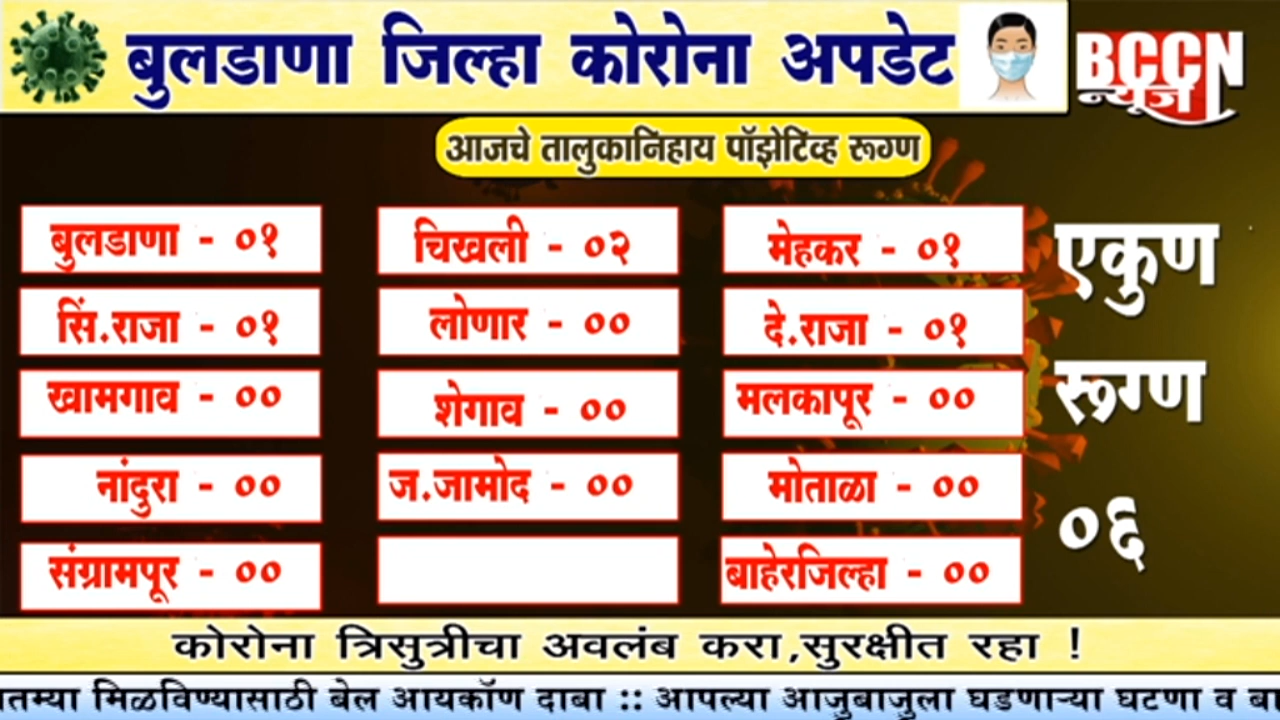 बुलडाणा जिल्हा कोरोना अपडेट
BCCN
न्यूज
आजचे तालुकानिहाय पॉझेटिंव्ह रूग्ण
बुलडाणा - ०१
चिखली - ०२
मेहकर - ०१
सिं.राजा - ०१
लोणार - ००
दे.राजा - ०१
खामगाव - ००
शेगाव - ००
मलकापूर - ००
नांदुरा - ००
ज.जामोद - ००
मोताळा - ००
संग्रामपूर - ००
बाहेरजिल्हा - ००
एकुण
रूग्ण
०६
कोरोना त्रिसुत्रीचा अवलंब करा,सुरक्षीत रहा !
मिळविण्यासाठी बेल आयकॉण दाबा :: आपल्या आजुबाजुला घडणाऱ्या घटणा व